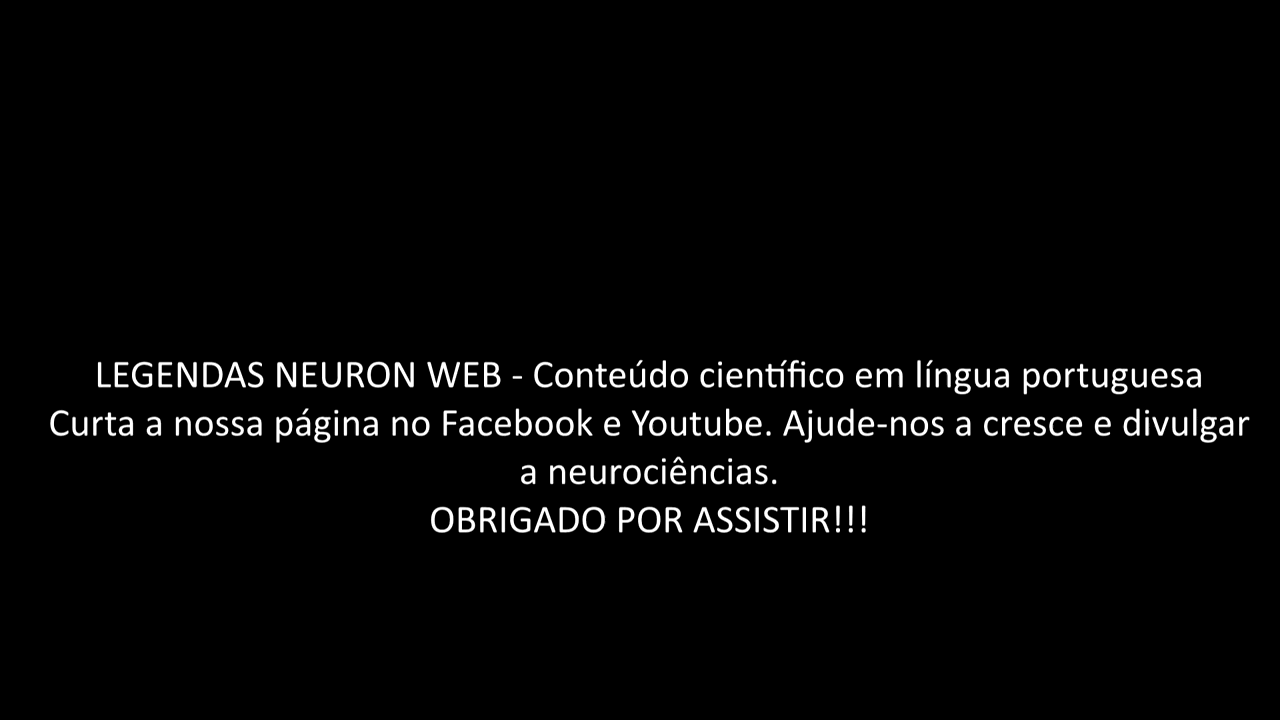 LEGENDAS NEURON WEB - Conteúdo científico em língua portuguesa
Curta a nossa página no Facebook e Youtube. Ajude-nos a cresce e divulgar
a neurociências.
OBRIGADO POR ASSISTIR!!!